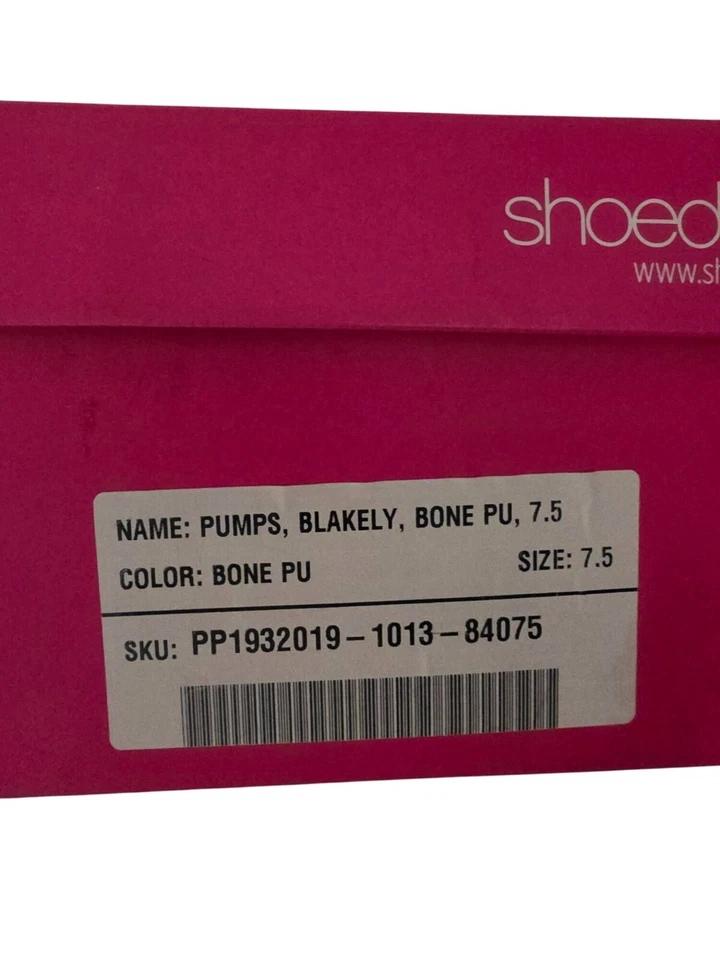 shoed
www.sh
NAME: PUMPS, BLAKELY, BONE PU, 7.5
COLOR: BONE PU SIZE: 7.5
SKU: PP1932019-1013-84075